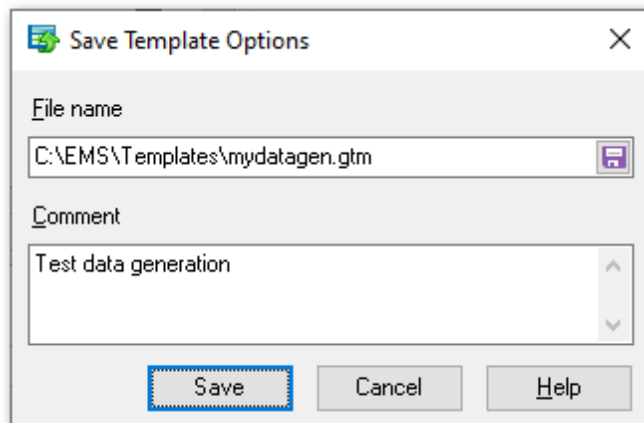 Save Template Options
File name
C:\EMS\Templates\mydatagen.gtm
Comment
Test data generation
Save Cancel Help